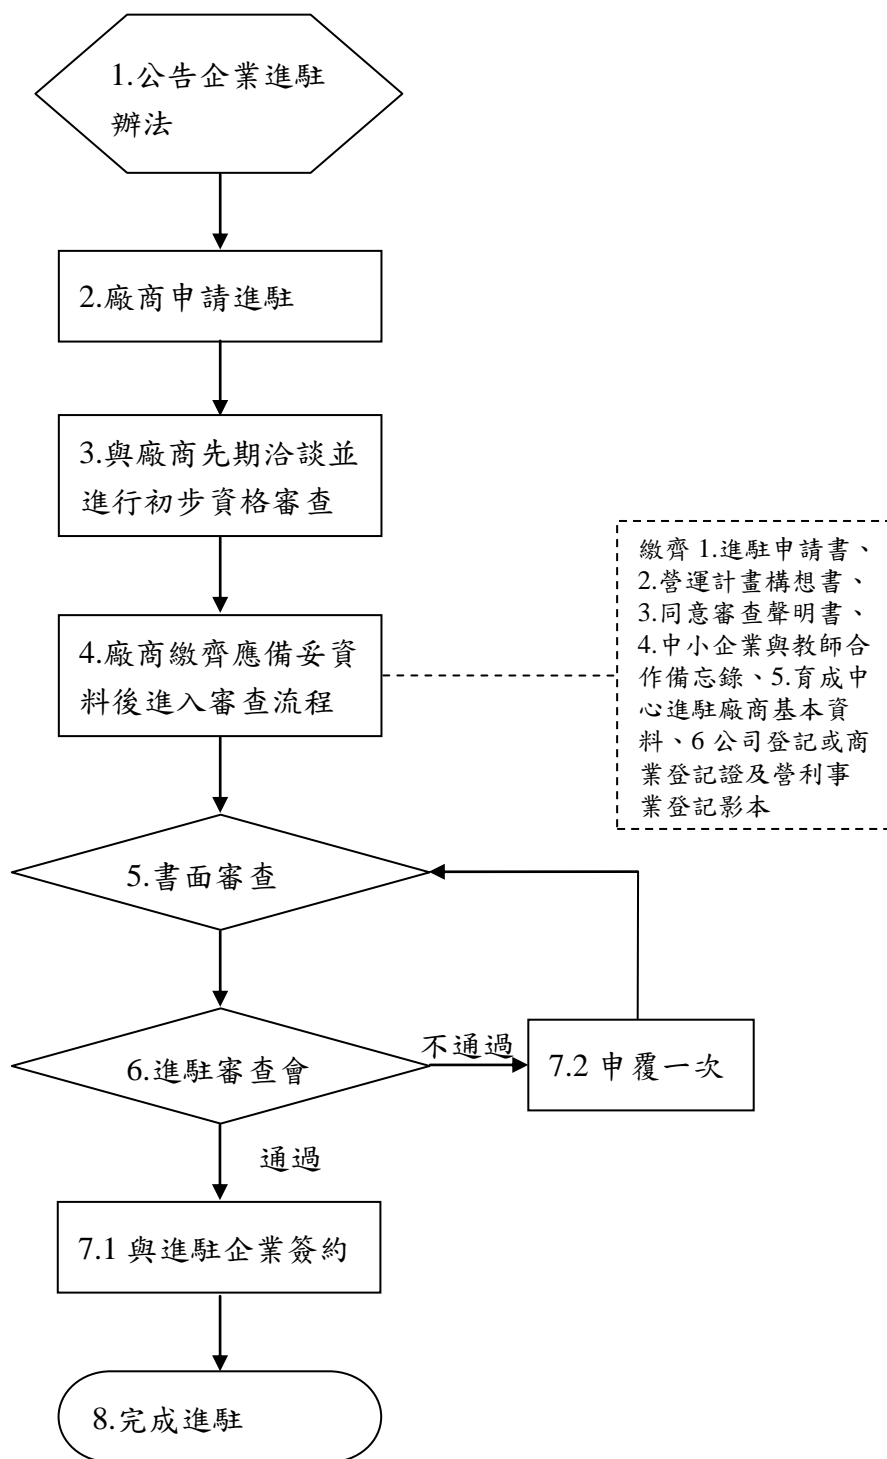 1.公告企業進駐
辦法
2.廠商申請進駐
3.與廠商先期洽談並
進行初步資格審查
繳齊 1.進駐申請書、
2.營運計畫構想書、
3.同意審查聲明書、
4.中小企業與教師合
作備忘錄、5.育成中
心進駐廠商基本資
料、6 公司登記或商
業登記證及營利事
業登記影本
4.廠商繳齊應備妥資
料後進入審查流程
5.書面審查
6.進駐審查會
不通過
7.2 申覆一次
通過
7.1 與進駐企業簽約
8.完成進駐